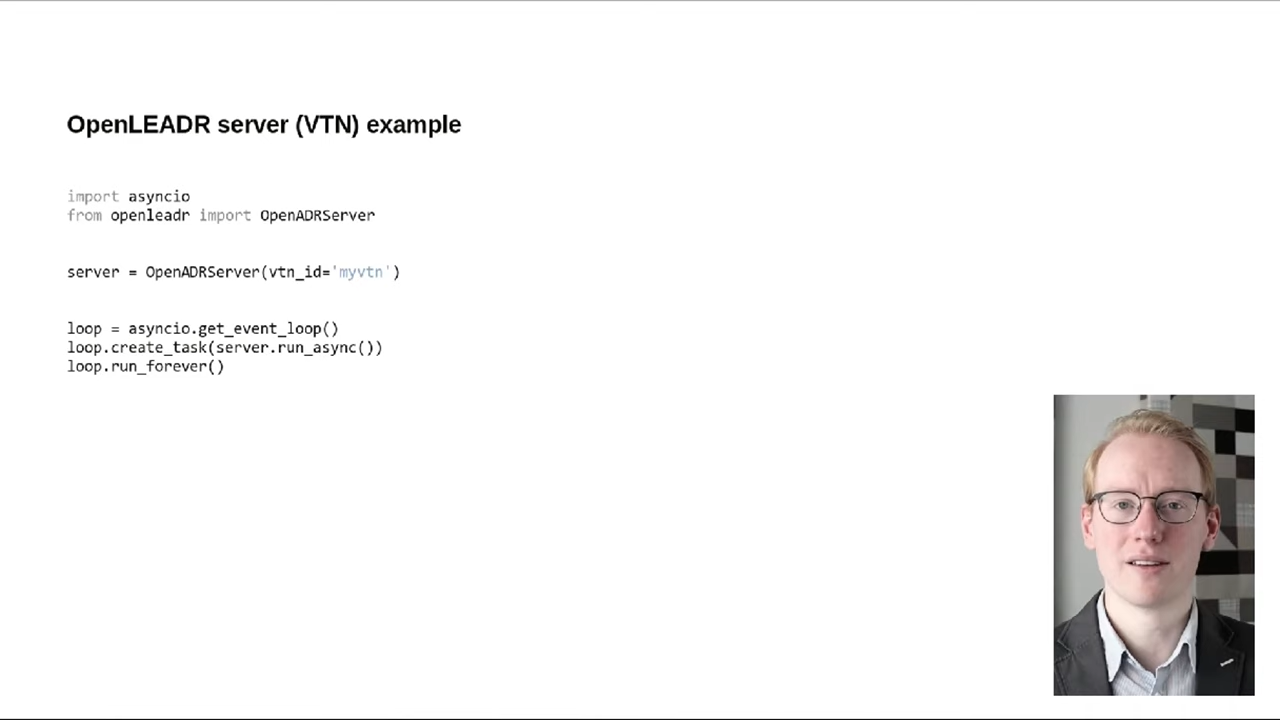 OpenLEADR server (VTN) example
import asyncio
from openleadr import OpenADRServer
server = OpenADRServer(vtn_id='myvtn')
loop = asyncio.get_event_loop()
loop.create_task(server.run_async())
loop.run_forever()